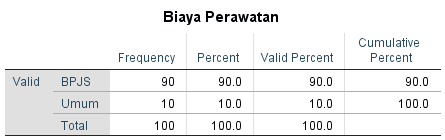 Biaya Perawatan
Frequency Percent Valid Percent Cumulative Percent
Valid BPJS 90 90.0 90.0 90.0
Umum 10 10.0 10.0 100.0
Total 100 100.0 100.0